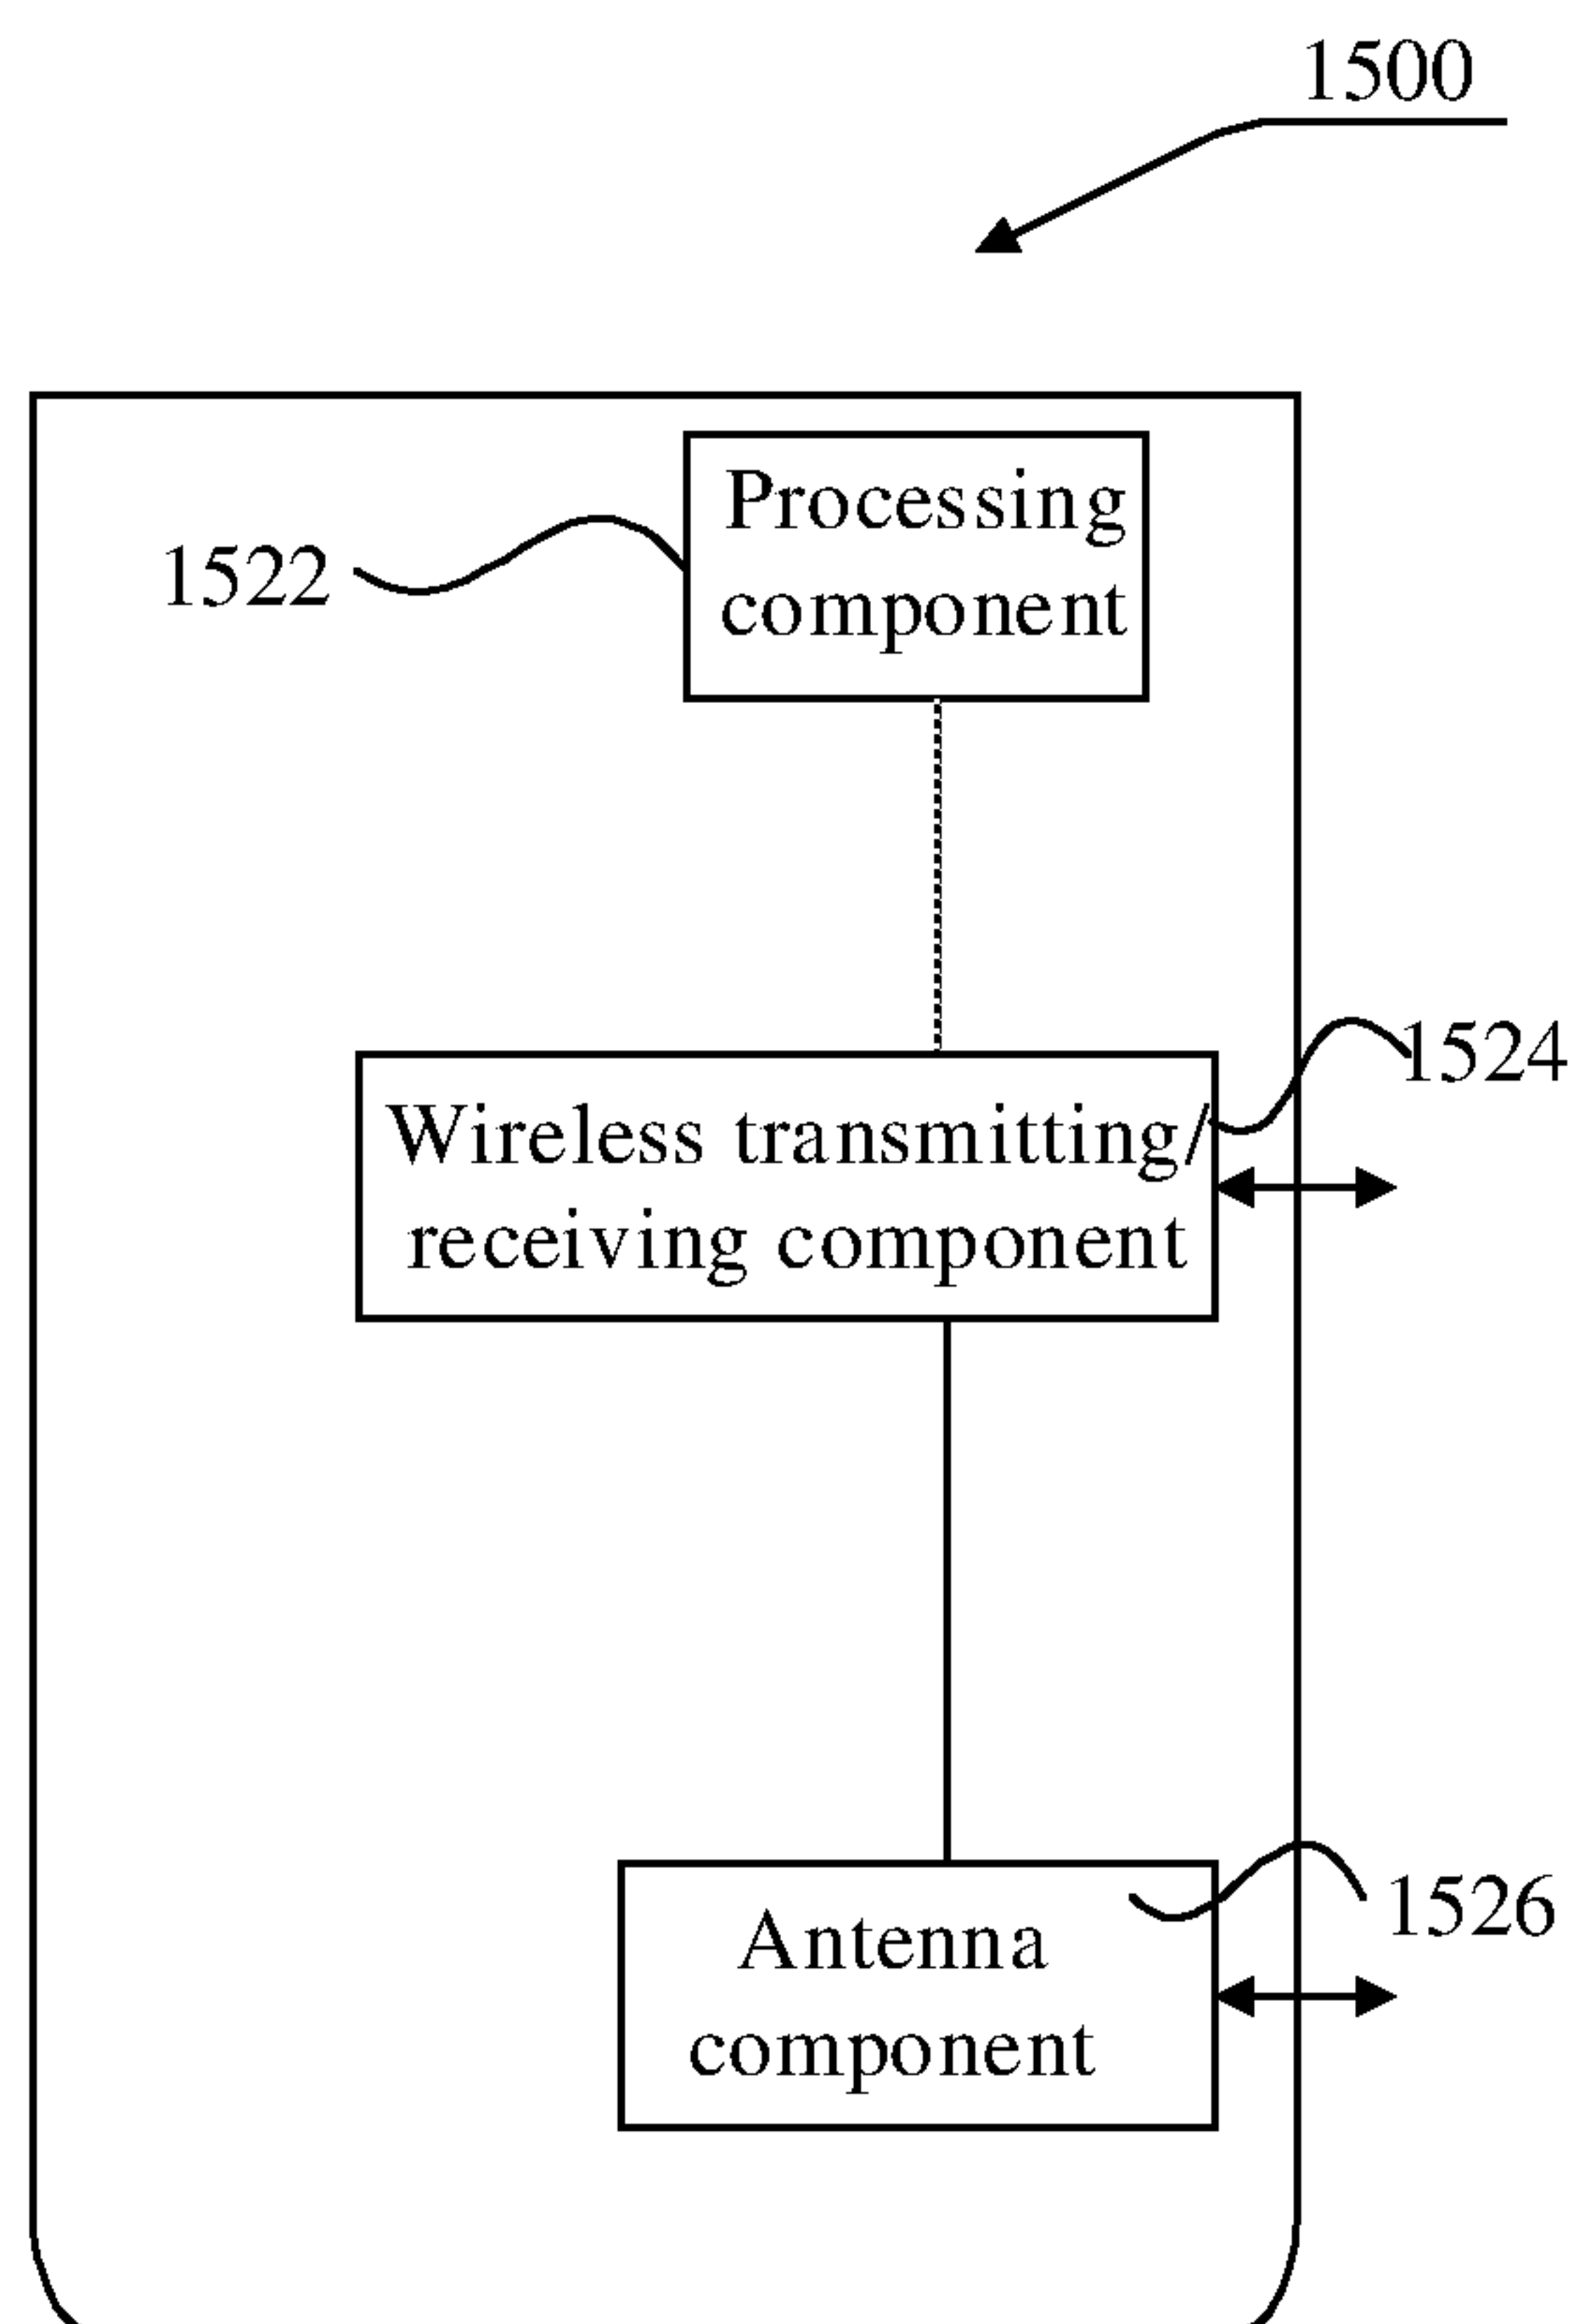 1500
Processing
component
1522
1524
Wireless transmitting/
receiving component
1526
Antenna
component